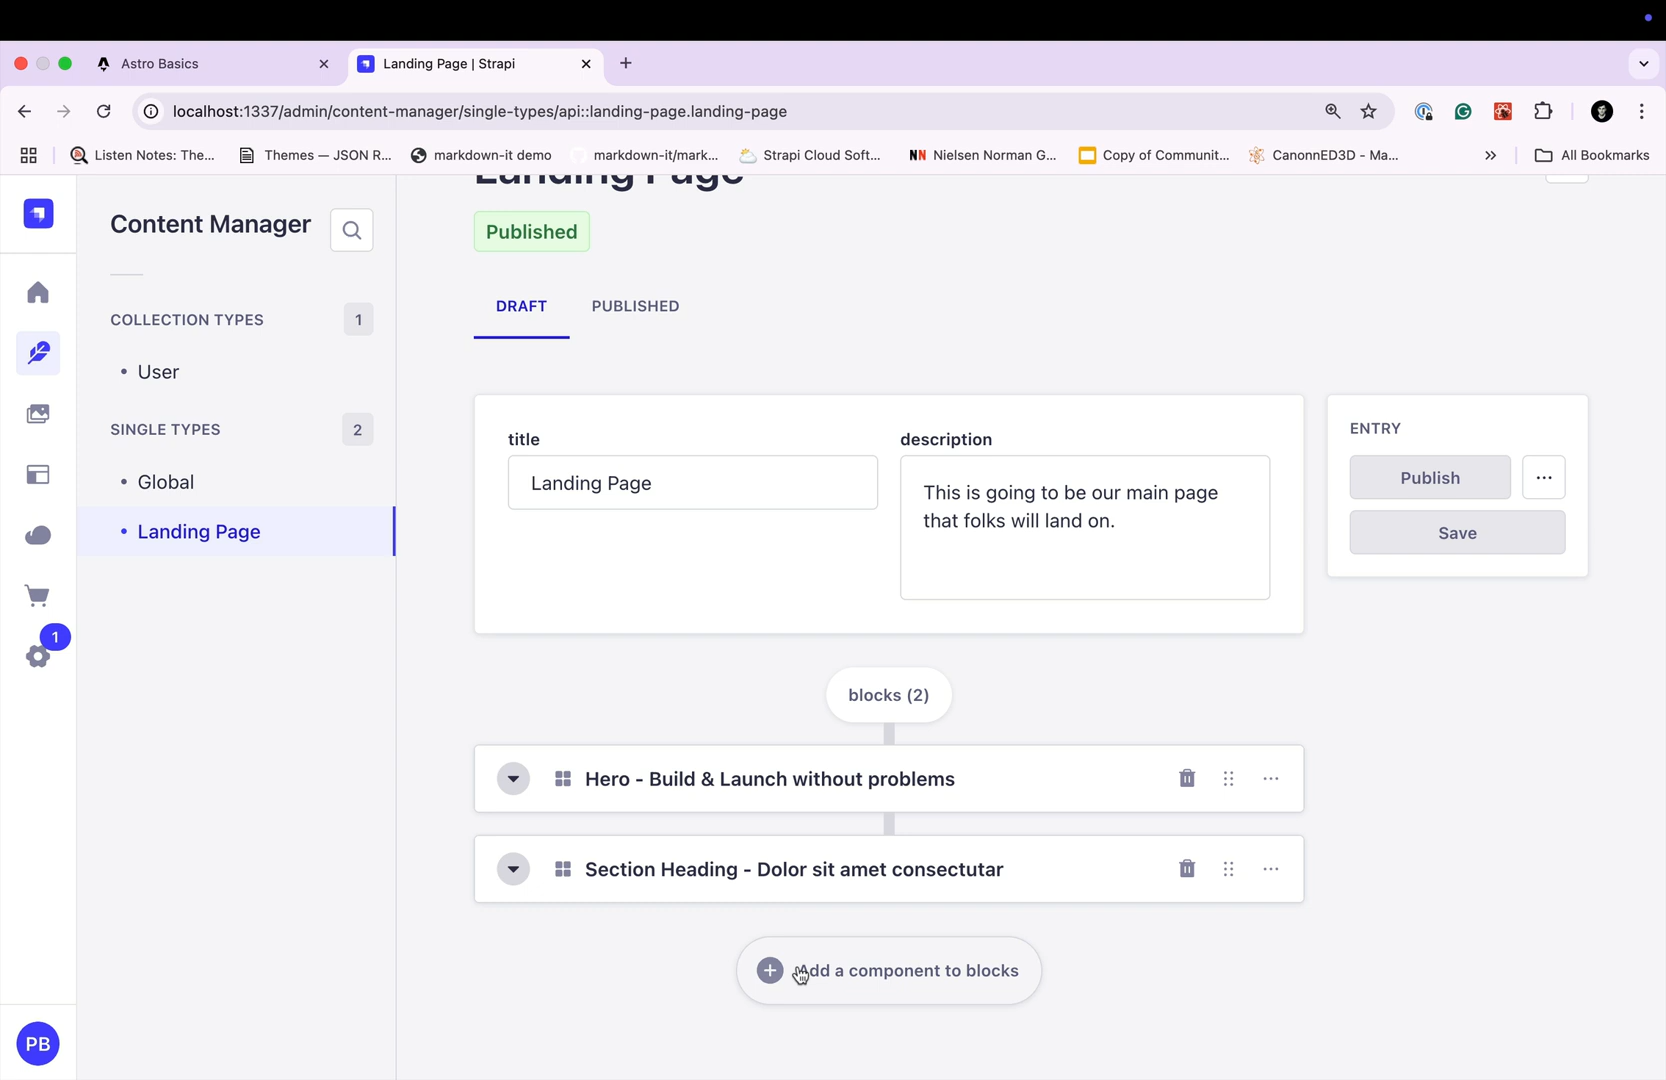 Astro Basics
Landing Page | Strapi
localhost:1337/admin/content-manager/single-types/api::landing-page.landing-page
Listen Notes: The...
Themes — JSON R...
markdown-it demo
markdown-it/mark...
Strapi Cloud Soft...
NN Nielsen Norman G...
Copy of Communit...
CanonnED3D - Ma...
All Bookmarks
Content Manager
COLLECTION TYPES 1
User
SINGLE TYPES 2
Global
Landing Page
1
PB
Landing Page
Published
DRAFT
PUBLISHED
title
Landing Page
description
This is going to be our main page
that folks will land on.
ENTRY
Publish
Save
blocks (2)
Hero - Build & Launch without problems
Section Heading - Dolor sit amet consectutar
Add a component to blocks